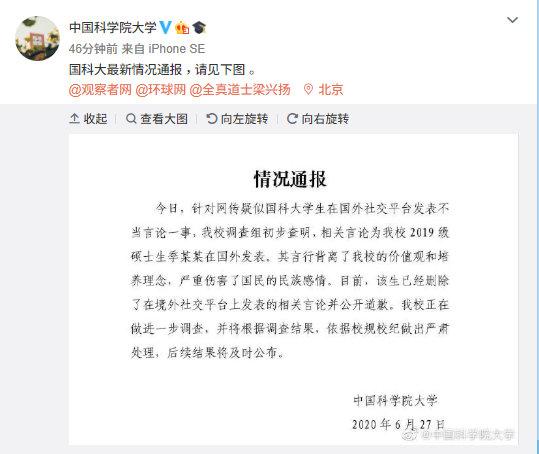 中国科学院大学
46分钟前 来自 iPhone SE
国科大最新情况通报，请见下图 。
@观察者网 @环球网 @全真道士梁兴扬 北京
收起 查看大图 向左旋转 向右旋转
情况通报
今日，针对网传疑似国科大学生在国外社交平台发表不
当言论一事，我校调查组初步查明，相关言论为我校 2019 级
硕士生季某某在国外发表。其言行背离了我校的价值观和培
养理念，严重伤害了国民的民族感情。目前，该生已经删除
了在境外社交平台上发表的相关言论并公开道歉。我校正在
做进一步调查，并将根据调查结果，依据校规校纪做出严肃
处理，后续结果将及时公布。
中国科学院大学
2020 年 6 月 27 日
@中国科学院大学